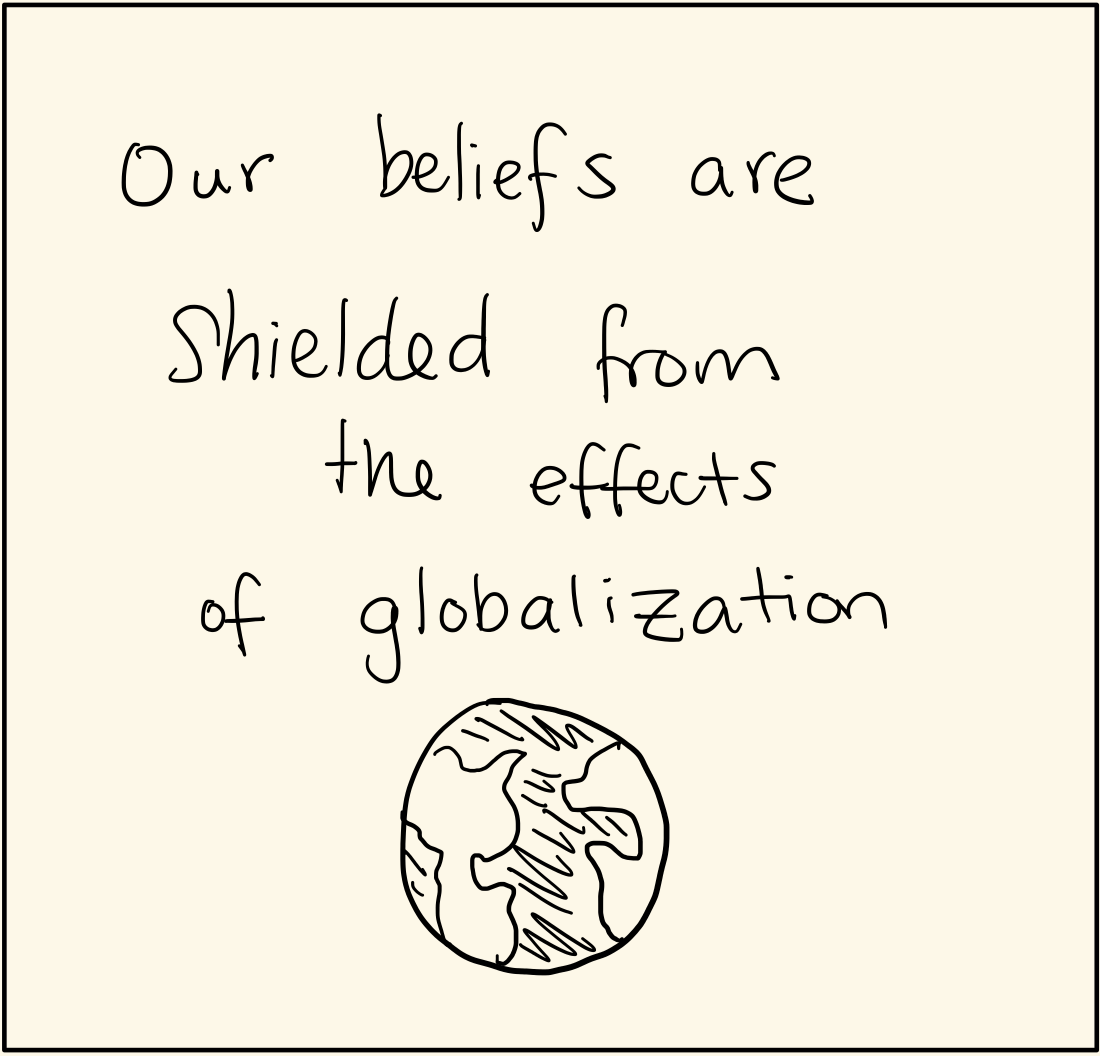 Our beliefs are
Shielded from
the effects
of globalization